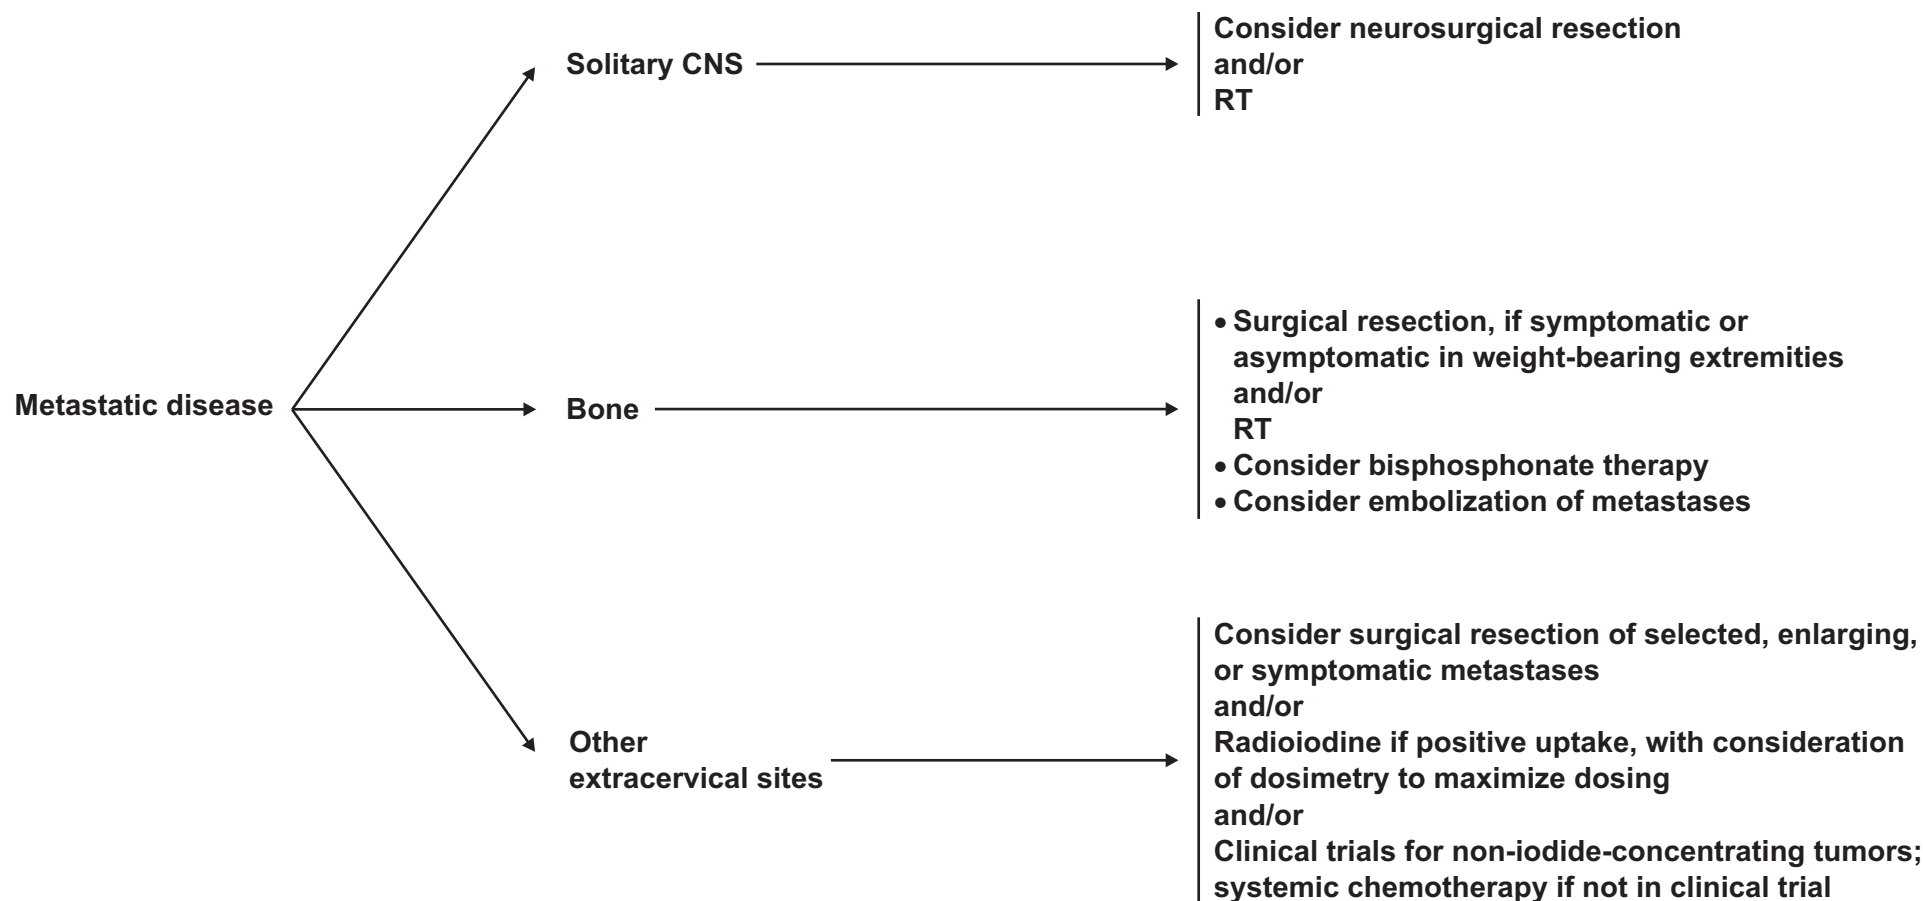 Metastatic disease
Solitary CNS
Consider neurosurgical resection
and/or
RT
Bone
• Surgical resection, if symptomatic or
asymptomatic in weight-bearing extremities
and/or
RT
• Consider bisphosphonate therapy
• Consider embolization of metastases
Other
extracervical sites
Consider surgical resection of selected, enlarging,
or symptomatic metastases
and/or
Radioiodine if positive uptake, with consideration
of dosimetry to maximize dosing
and/or
Clinical trials for non-iodide-concentrating tumors;
systemic chemotherapy if not in clinical trial